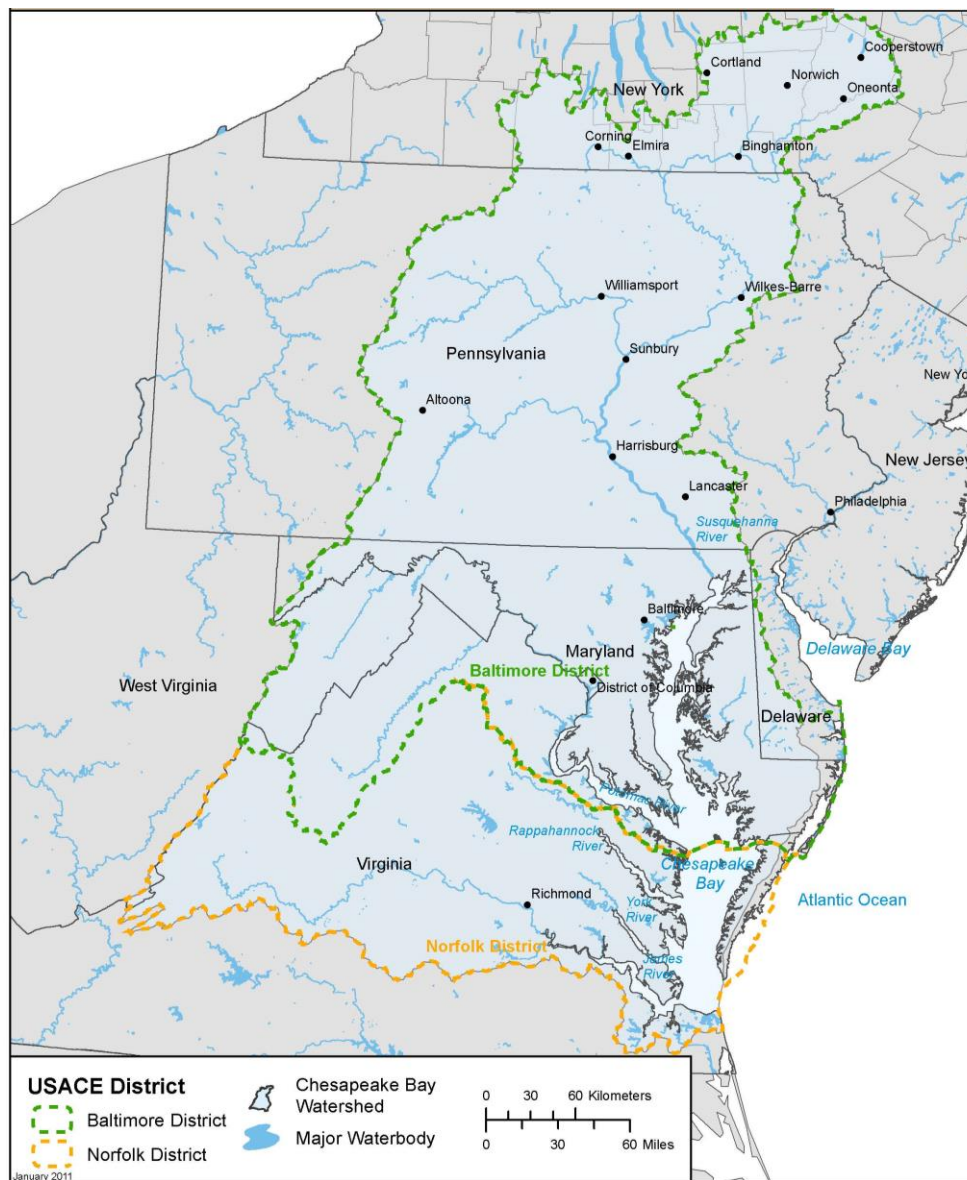 Cooperstown
Cortland
Norwich
New York
Oneonta
Corning
Elmira
Binghamton
Williamsport
Wilkes-Barre
Pennsylvania
Sunbury
New Yo
Altoona
Harrisburg
New Jersey
Lancaster
Philadelphia
Susquehanna
River
Baltimore
Maryland
Delaware Bay
Baltimore District
West Virginia
District of Columbia
Delaware
Potomac River
Rappahannock
River
Chesapeake
Bay
Virginia
Richmond
York
River
Atlantic Ocean
Norfolk District
James
River
USACE District
Baltimore District
Norfolk District
Chesapeake Bay
Watershed
Major Waterbody
0 30 60 Kilometers
0 30 60 Miles
January 2011